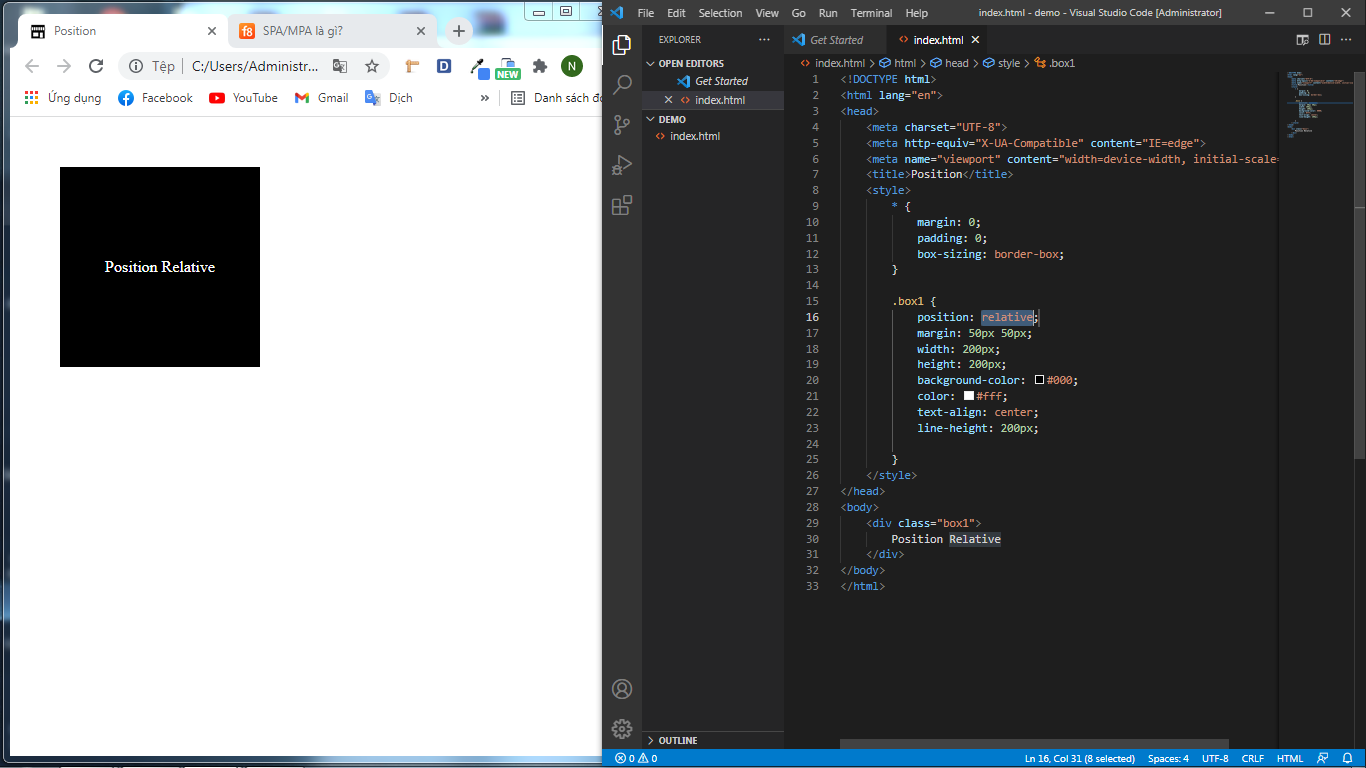 Position
SPA/MPA là gì?
Tệp
C:/Users/Administr...
D
NEW
N
Ứng dụng
Facebook
YouTube
Gmail
Dịch
»
Danh sách đọ
Position Relative
File Edit Selection View Go Run Terminal Help
index.html - demo - Visual Studio Code [Administrator]
EXPLORER
OPEN EDITORS
Get Started
index.html
DEMO
index.html
OUTLINE
Get Started
index.html
index.html > html > head > style > .box1
1 <!DOCTYPE html>
2 <html lang="en">
3 <head>
4 <meta charset="UTF-8">
5 <meta http-equiv="X-UA-Compatible" content="IE=edge">
6 <meta name="viewport" content="width=device-width, initial-scale=
7 <title>Position</title>
8 <style>
9 * {
10 margin: 0;
11 padding: 0;
12 box-sizing: border-box;
13 }
14
15 .box1 {
16 position: relative;
17 margin: 50px 50px;
18 width: 200px;
19 height: 200px;
20 background-color: #000;
21 color: #fff;
22 text-align: center;
23 line-height: 200px;
24
25 }
26 </style>
27 </head>
28 <body>
29 <div class="box1">
30 Position Relative
31 </div>
32 </body>
33 </html>
0 0
Ln 16, Col 31 (8 selected) Spaces: 4 UTF-8 CRLF HTML